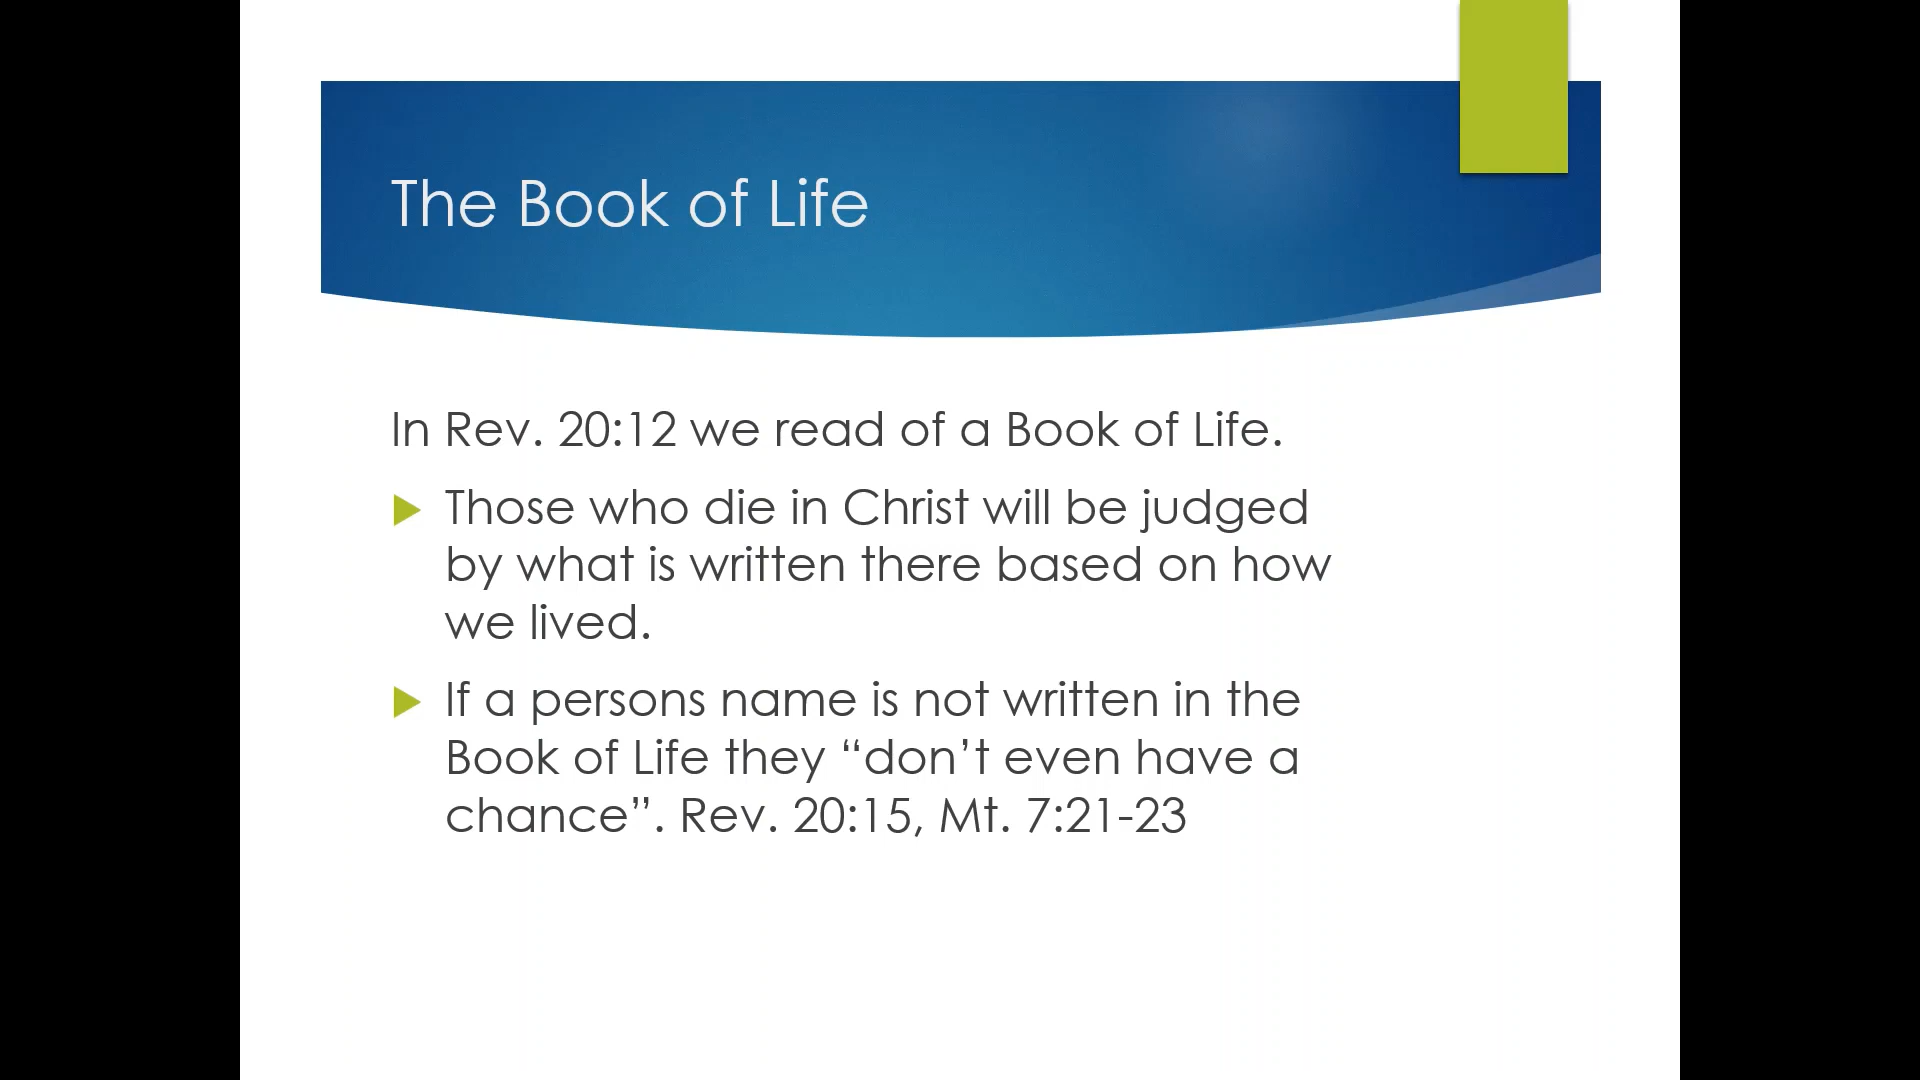 The Book of Life
In Rev. 20:12 we read of a Book of Life.
Those who die in Christ will be judged
by what is written there based on how
we lived.
If a persons name is not written in the
Book of Life they “don’t even have a
chance”. Rev. 20:15, Mt. 7:21-23